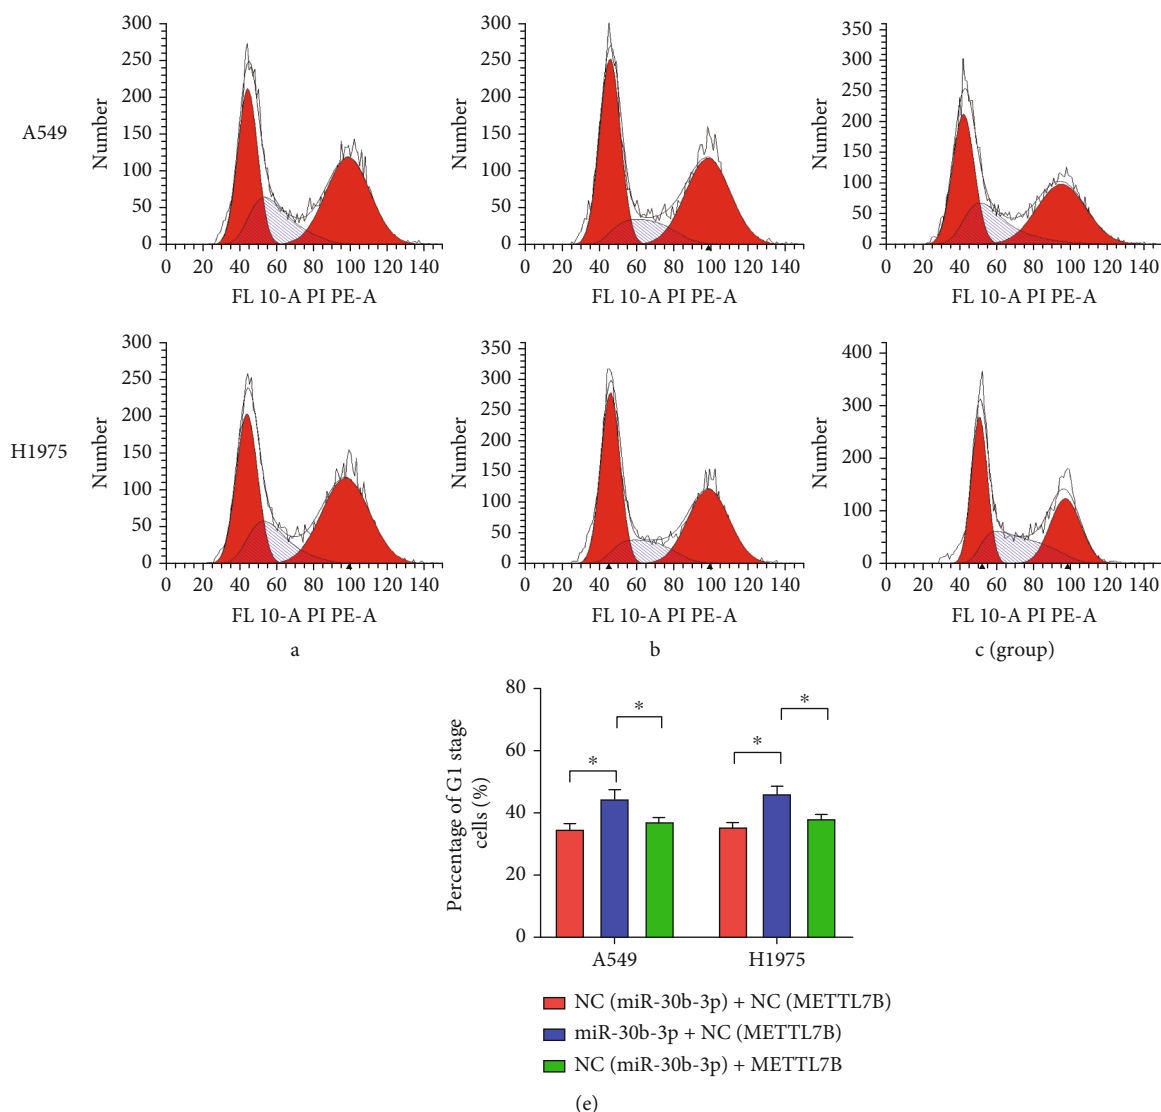 A549
Number
300
250
200
150
100
50
0
0 20 40 60 80 100 120 140
FL 10-A PI PE-A
Number
300
250
200
150
100
50
0
0 20 40 60 80 100 120 140
FL 10-A PI PE-A
Number
350
300
250
200
150
100
50
0
0 20 40 60 80 100 120 140
FL 10-A PI PE-A
H1975
Number
300
250
200
150
100
50
0
0 20 40 60 80 100 120 140
FL 10-A PI PE-A
a
Number
350
300
250
200
150
100
50
0
0 20 40 60 80 100 120 140
FL 10-A PI PE-A
b
Number
400
300
400
200
100
0
0 20 40 60 80 100 120 140
FL 10-A PI PE-A
c (group)
Percentage of G1 stage
cells (%)
80
60
40
20
0
* * * *
A549 H1975
NC (miR-30b-3p) + NC (METTL7B)
miR-30b-3p + NC (METTL7B)
NC (miR-30b-3p) + METTL7B
(e)